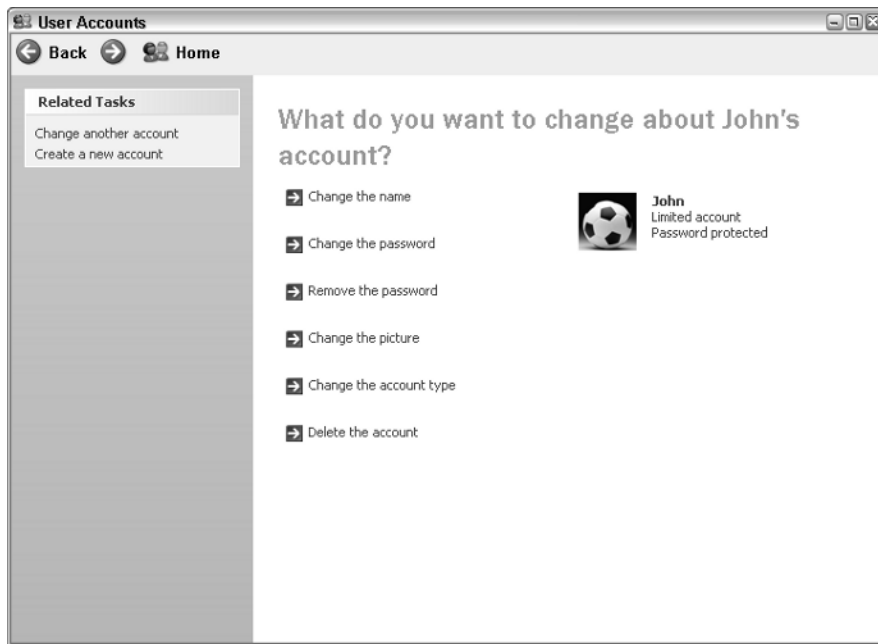 User Accounts
Back Home
Related Tasks
Change another account
Create a new account
What do you want to change about John's
account?
Change the name
Change the password
Remove the password
Change the picture
Change the account type
Delete the account
John
Limited account
Password protected